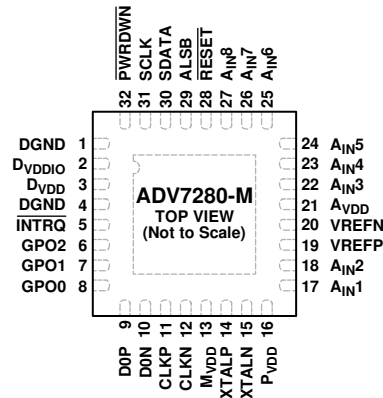 PWRDWN
SCLK
SDATA
ALSB
RESET
AIN8
AIN7
AIN6
32
31
30
29
28
27
26
25
DGND 1
DVDDIO 2
DVDD 3
DGND 4
INTRQ 5
GPO2 6
GPO1 7
GPO0 8
ADV7280-M
TOP VIEW
(Not to Scale)
24 AIN5
23 AIN4
22 AIN3
21 AVDD
20 VREFN
19 VREFP
18 AIN2
17 AIN1
9
10
11
12
13
14
15
16
D0P
D0N
CLKP
CLKN
MVDD
XTALP
XTALN
PVDD